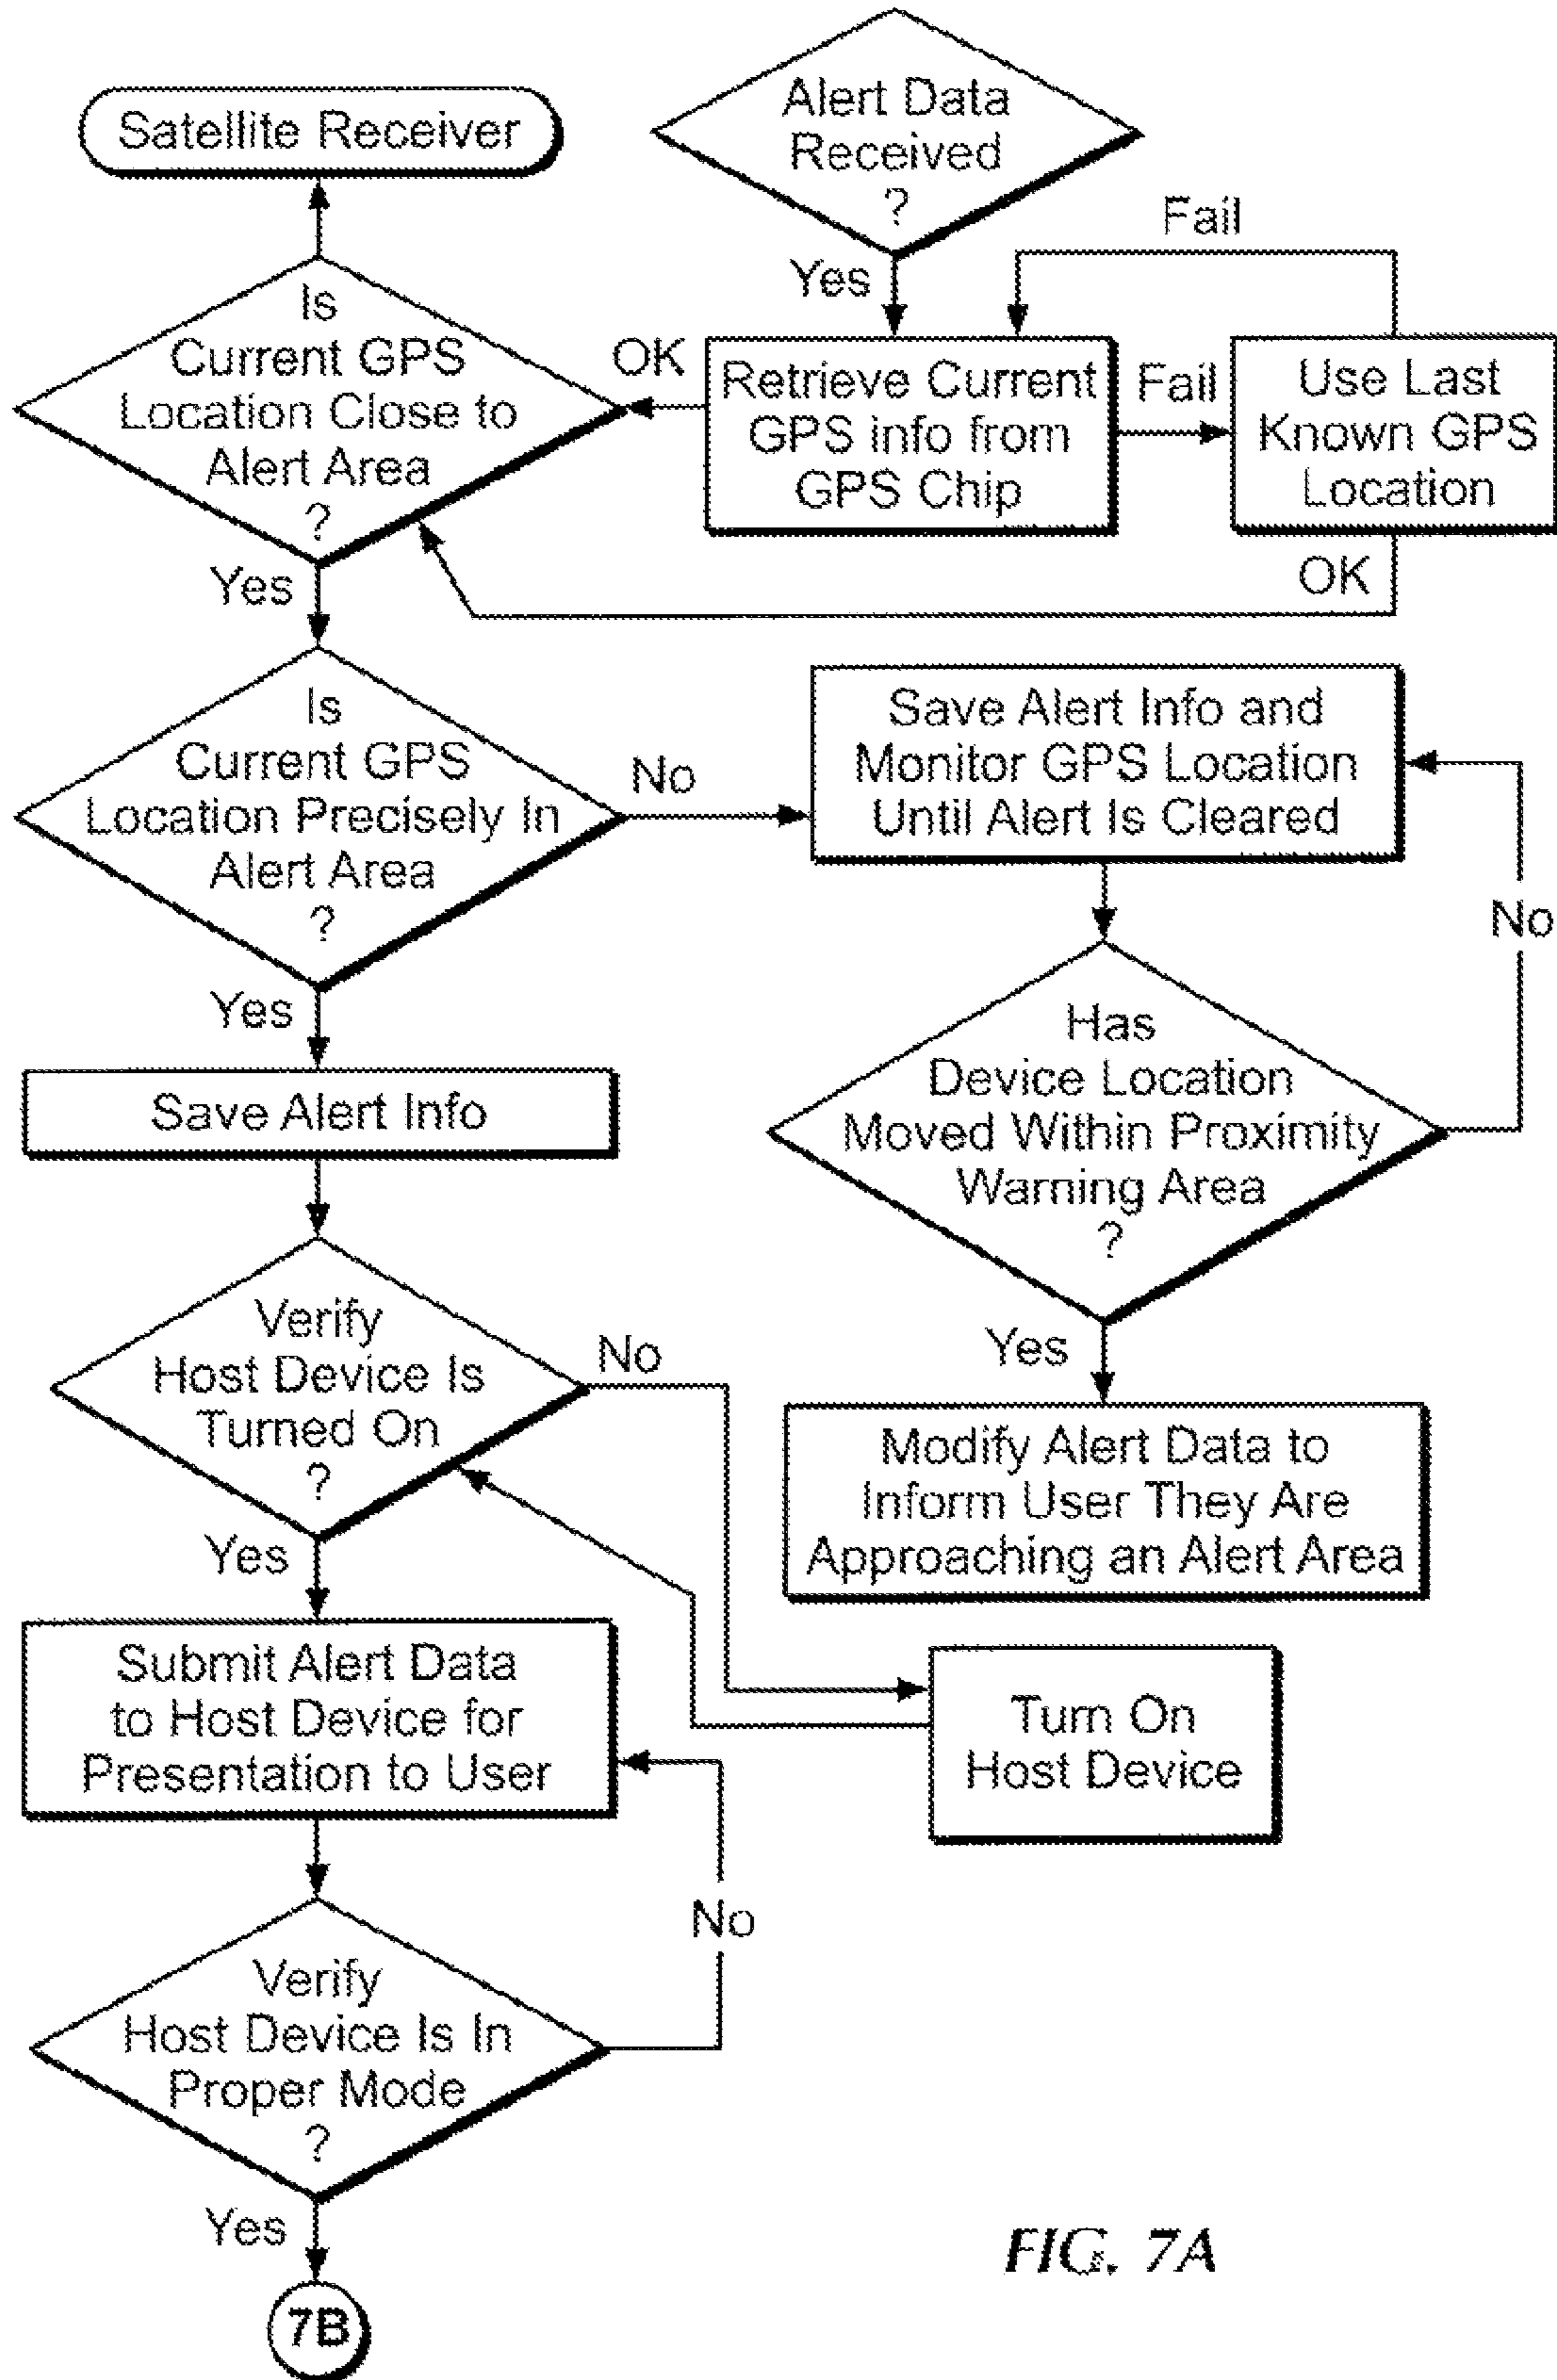 Satellite Receiver
Alert Data
Received
?
Yes
Fail
Is
Current GPS
Location Close to
Alert Area
?
OK
Retrieve Current
GPS info from
GPS Chip
Fail
Use Last
Known GPS
Location
OK
Yes
Is
Current GPS
Location Precisely In
Alert Area
?
No
Save Alert Info and
Monitor GPS Location
Until Alert Is Cleared
No
Yes
Has
Device Location
Moved Within Proximity
Warning Area
?
Save Alert Info
Verify
Host Device Is
Turned On
?
No
Yes
Modify Alert Data to
Inform User They Are
Approaching an Alert Area
Yes
Submit Alert Data
to Host Device for
Presentation to User
Turn On
Host Device
No
Verify
Host Device Is In
Proper Mode
?
Yes
7B
FIG. 7A